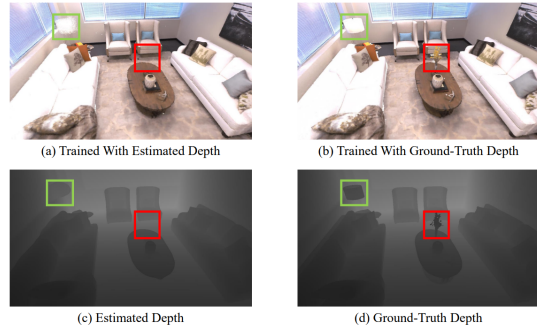 (a) Trained With Estimated Depth
(b) Trained With Ground-Truth Depth
(c) Estimated Depth
(d) Ground-Truth Depth